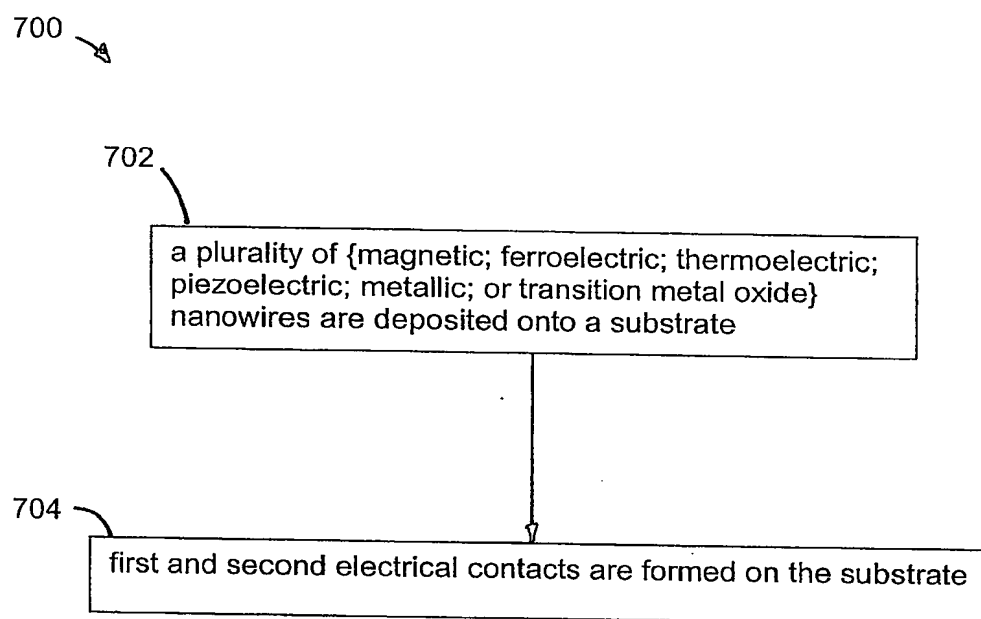 700
702
a plurality of {magnetic; ferroelectric; thermoelectric;
piezoelectric; metallic; or transition metal oxide}
nanowires are deposited onto a substrate
704
first and second electrical contacts are formed on the substrate